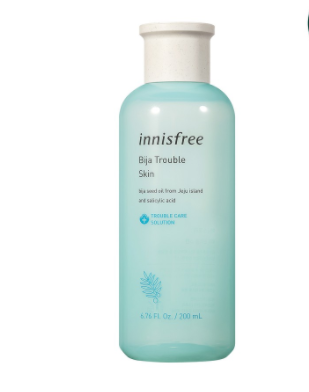 innisfree
Bija Trouble
Skin
bija seed oil from Jeju island
and salicylic acid
TROUBLE CARE
SOLUTION
6.76 Fl. Oz. / 200 mL